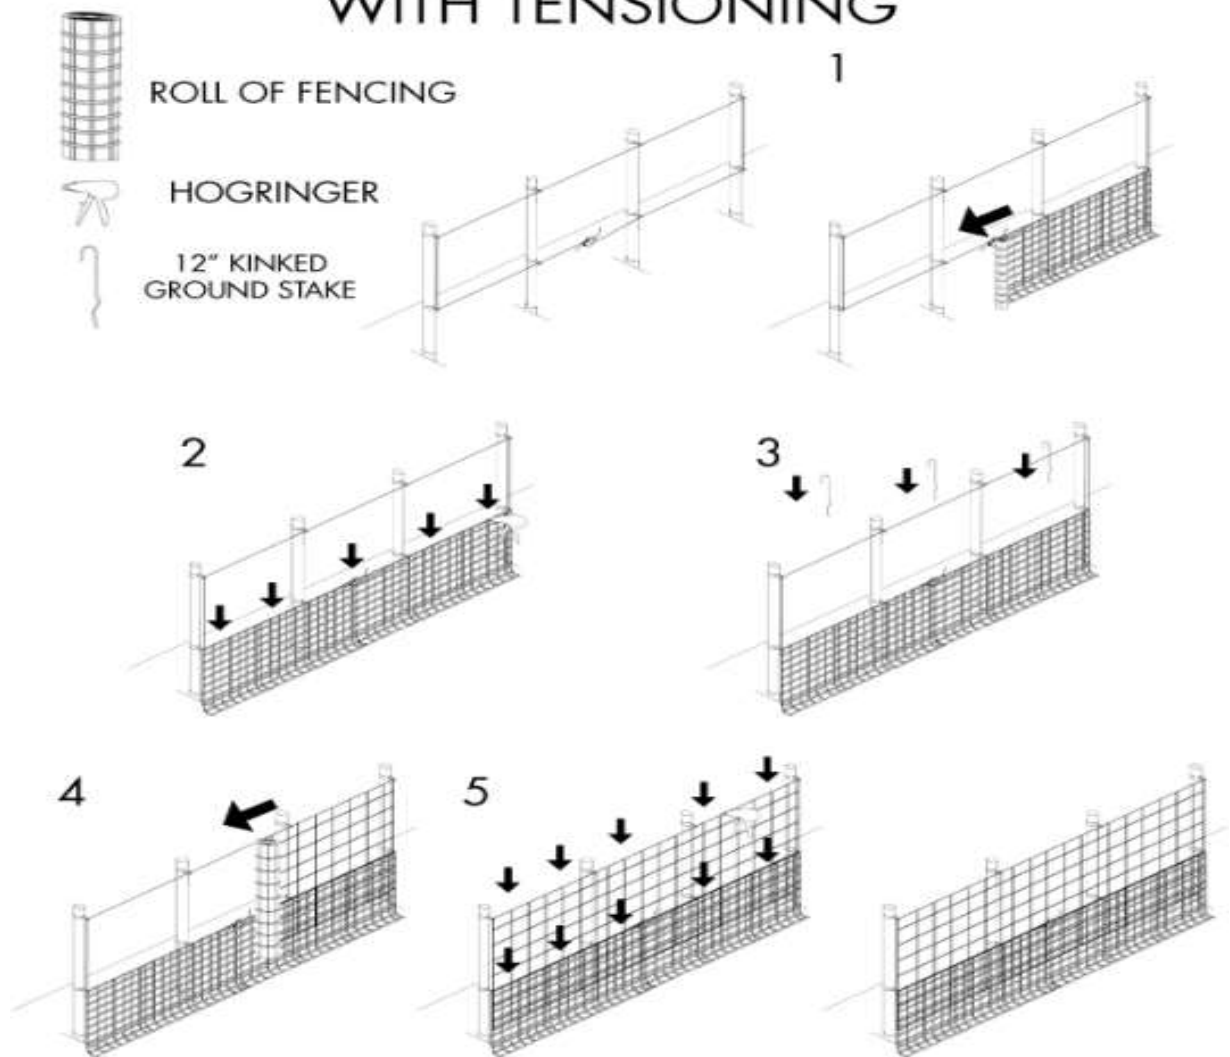 WITH TENSIONING
ROLL OF FENCING
HOGRINGER
12" KINKED
GROUND STAKE
1
2
3
4
5